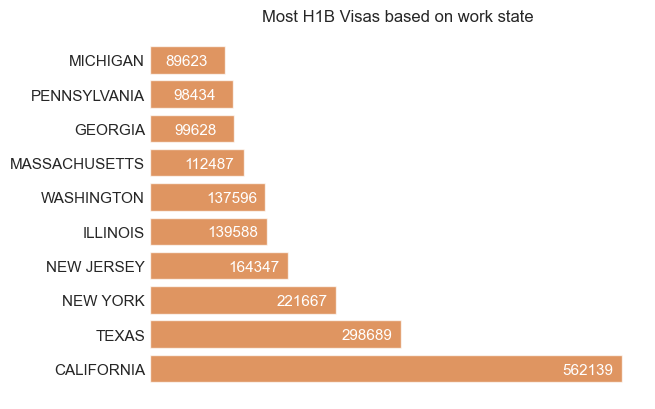 Most H1B Visas based on work state
MICHIGAN 89623
PENNSYLVANIA 98434
GEORGIA 99628
MASSACHUSETTS 112487
WASHINGTON 137596
ILLINOIS 139588
NEW JERSEY 164347
NEW YORK 221667
TEXAS 298689
CALIFORNIA 562139